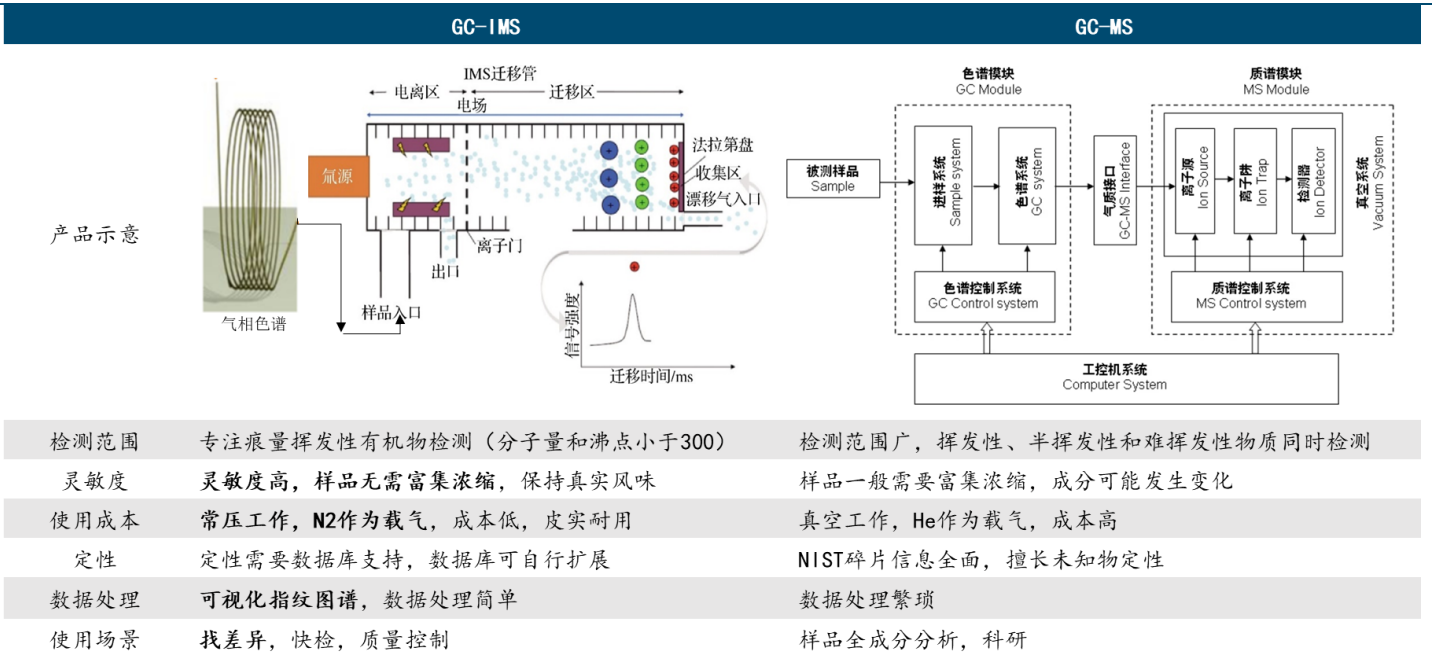 GC-IMS
GC-MS
产品示意
IMS迁移管
电离区
迁移区
电场
氚源
法拉第盘
收集区
漂移气入口
离子门
出口
样品入口
气相色谱
信号强度
迁移时间/ms
色谱模块
GC Module
质谱模块
MS Module
被测样品
Sample
进样系统
Sample system
色谱系统
GC system
气质接口
GC-MS Interface
离子源
Ion Source
离子阱
Ion Trap
检测器
Ion Detector
真空系统
Vacuum System
色谱控制系统
GC Control system
质谱控制系统
MS Control system
工控机系统
Computer System
检测范围 专注痕量挥发性有机物检测（分子量和沸点小于300） 检测范围广，挥发性、半挥发性和难挥发性物质同时检测
灵敏度 灵敏度高，样品无需富集浓缩，保持真实风味 样品一般需要富集浓缩，成分可能发生变化
使用成本 常压工作，N2作为载气，成本低，皮实耐用 真空工作，He作为载气，成本高
定性 定性需要数据库支持，数据库可自行扩展 NIST碎片信息全面，擅长未知物定性
数据处理 可视化指纹图谱，数据处理简单 数据处理繁琐
使用场景 找差异，快检，质量控制 样品全成分分析，科研